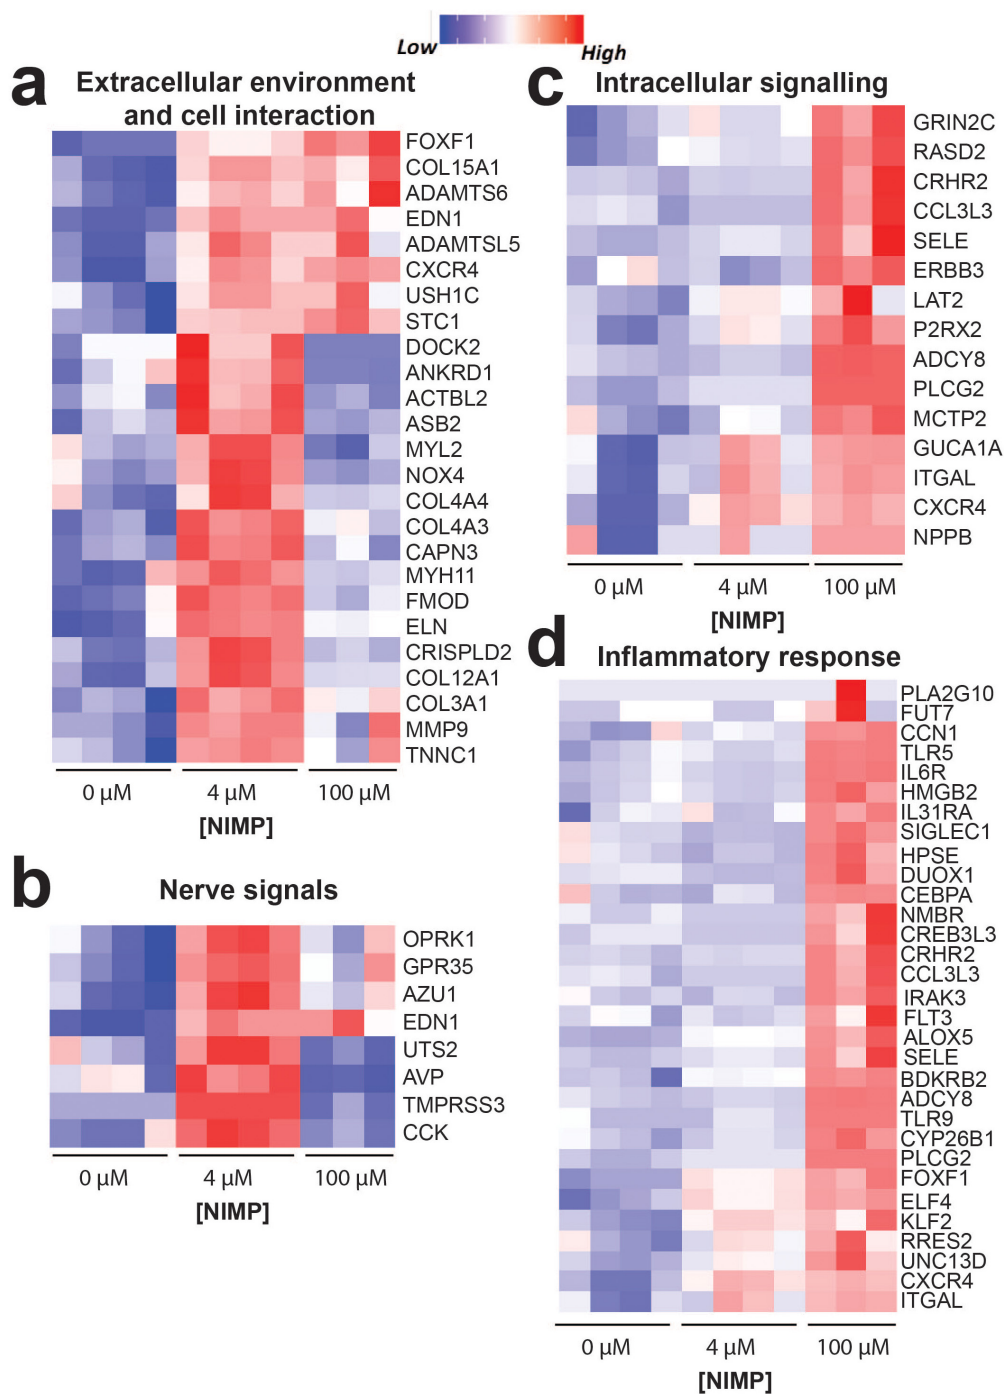 Low
High
a
Extracellular environment
and cell interaction
FOXF1
COL15A1
ADAMTS6
EDN1
ADAMTSL5
CXCR4
USH1C
STC1
DOCK2
ANKRD1
ACTBL2
ASB2
MYL2
NOX4
COL4A4
COL4A3
CAPN3
MYH11
FMOD
ELN
CRISPLD2
COL12A1
COL3A1
MMP9
TNNC1
0 µM 4 µM 100 µM
[NIMP]
b
Nerve signals
OPRK1
GPR35
AZU1
EDN1
UTS2
AVP
TMPRSS3
CCK
0 µM 4 µM 100 µM
[NIMP]
c
Intracellular signalling
GRIN2C
RASD2
CRHR2
CCL3L3
SELE
ERBB3
LAT2
P2RX2
ADCY8
PLCG2
MCTP2
GUCA1A
ITGAL
CXCR4
NPPB
0 µM 4 µM 100 µM
[NIMP]
d
Inflammatory response
PLA2G10
FUT7
CCN1
TLR5
IL6R
HMGB2
IL31RA
SIGLEC1
HPSE
DUOX1
CEBPA
NMBR
CREB3L3
CRHR2
CCL3L3
IRAK3
FLT3
ALOX5
SELE
BDKRB2
ADCY8
TLR9
CYP26B1
PLCG2
FOXF1
ELF4
KLF2
RRES2
UNC13D
CXCR4
ITGAL
0 µM 4 µM 100 µM
[NIMP]